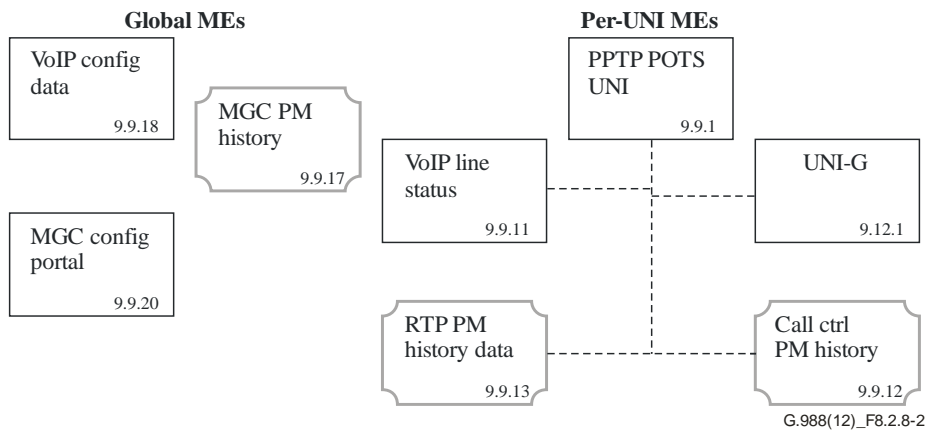 Global MEs
Per-UNI MEs
VoIP config
data
9.9.18
MGC PM
history
9.9.17
MGC config
portal
9.9.20
PPTP POTS
UNI
9.9.1
VoIP line
status
9.9.11
UNI-G
9.12.1
RTP PM
history data
9.9.13
Call ctrl
PM history
9.9.12
G.988(12)_F8.2.8-2